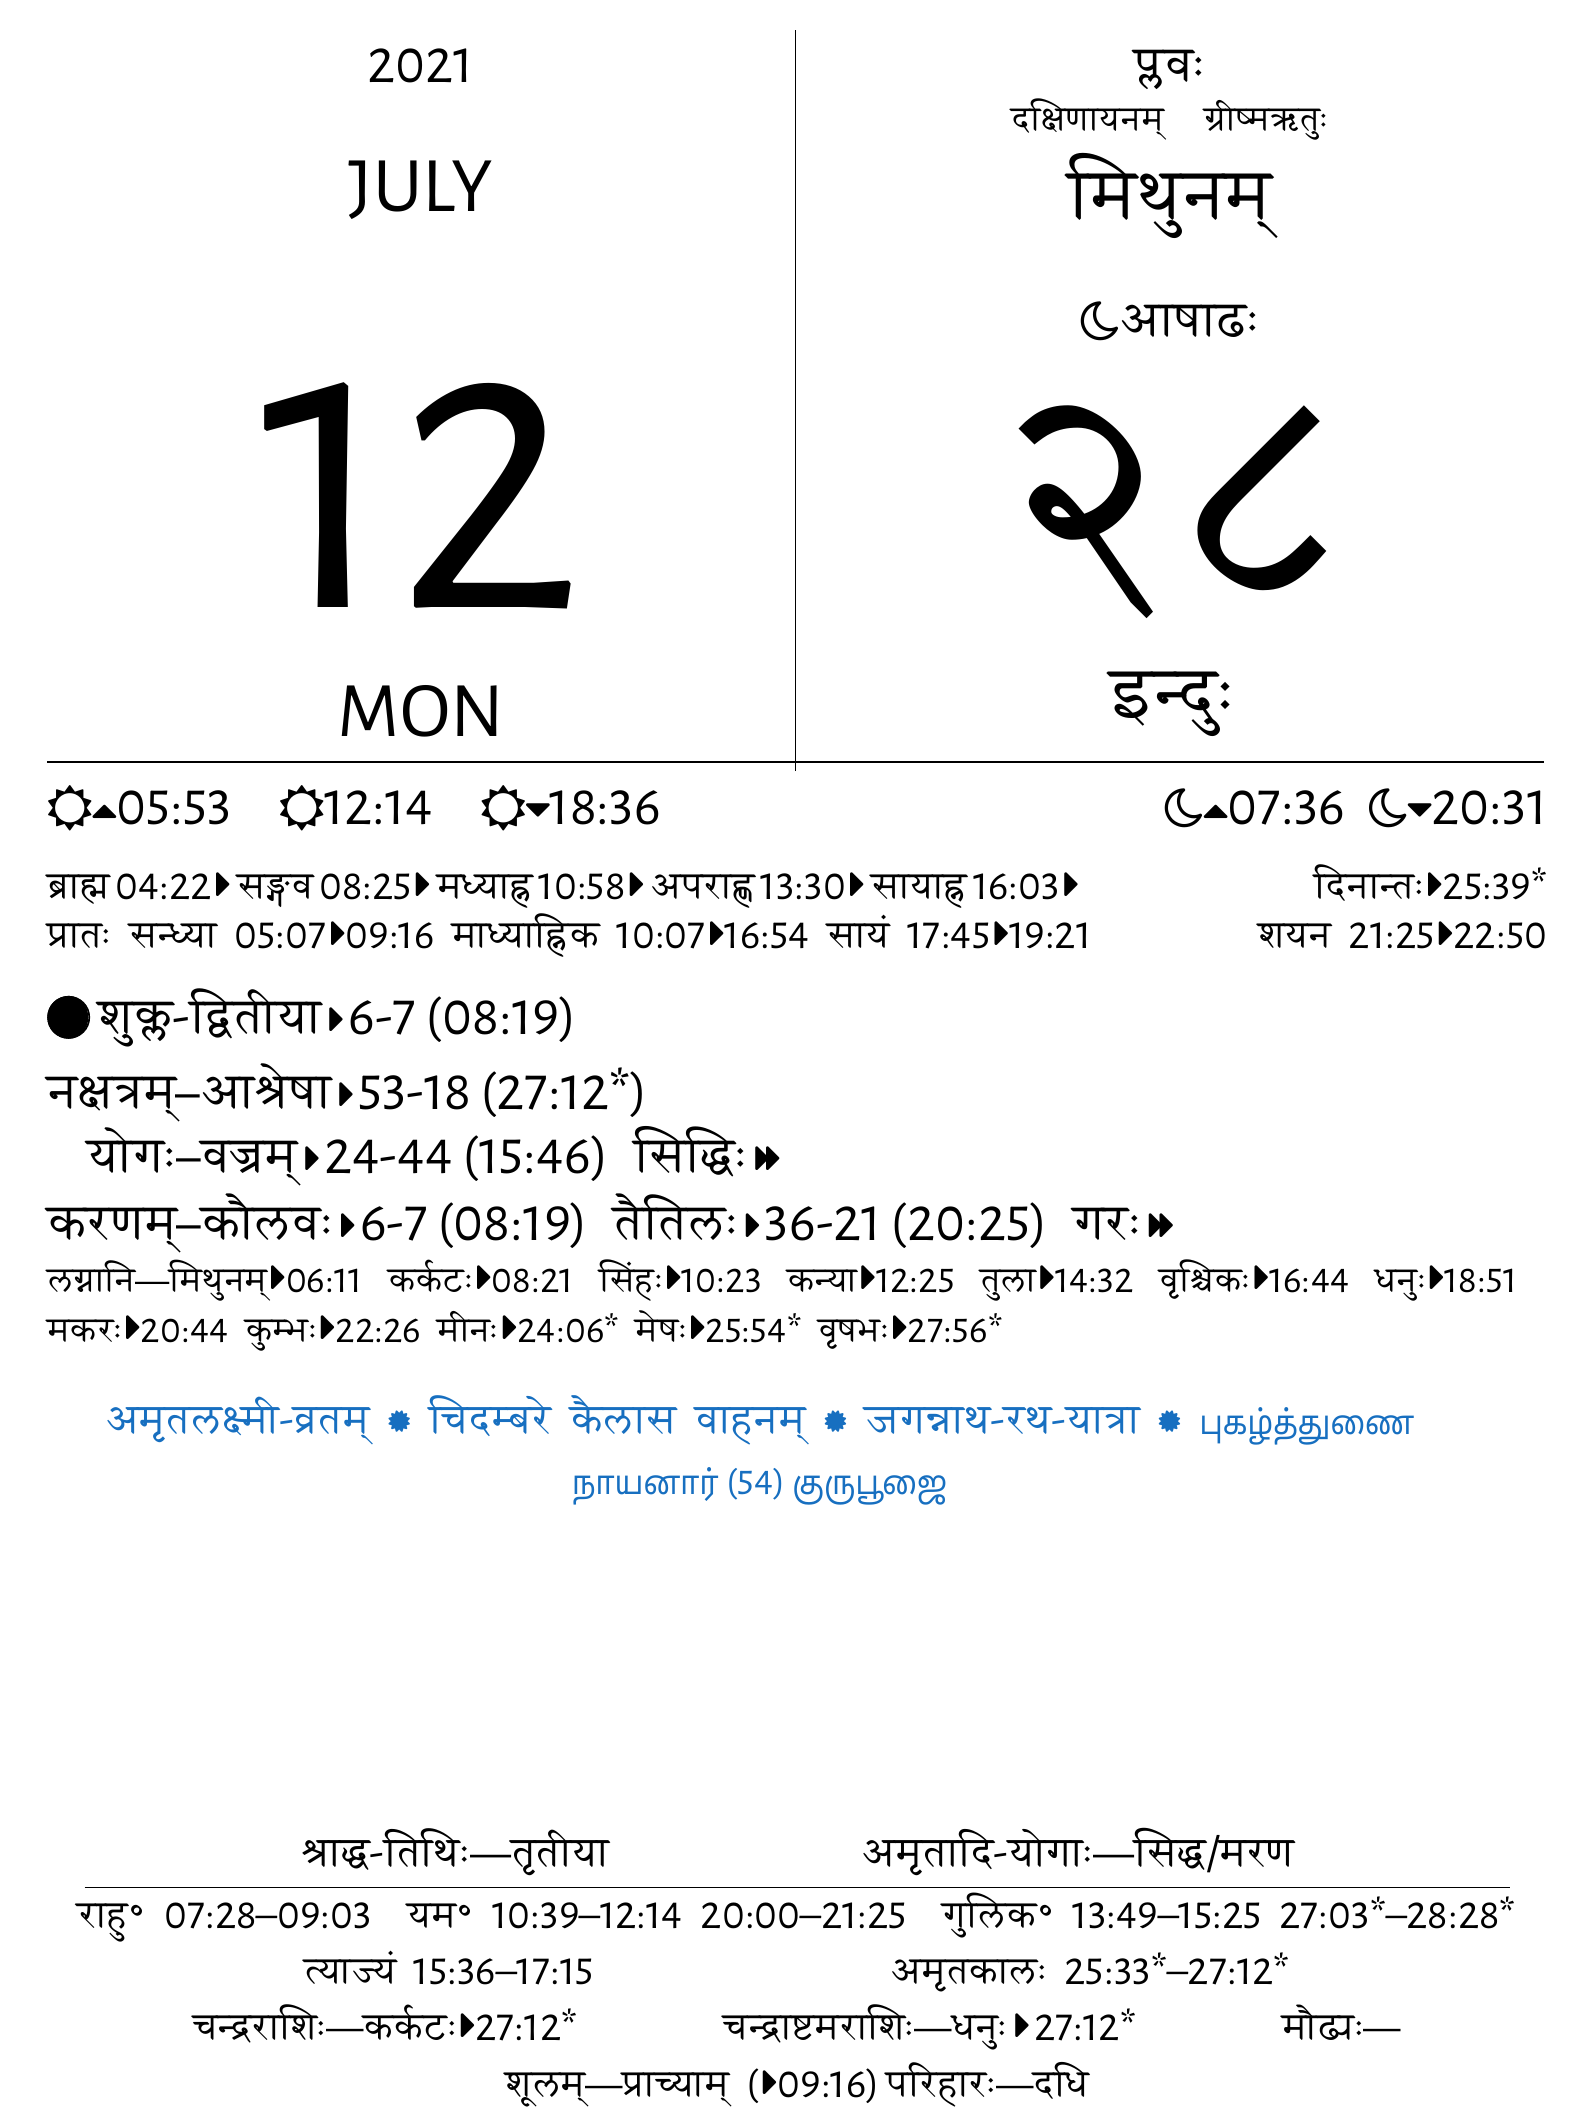 2021
JULY
12
MON
प्लवः
दक्षिणायनम् ग्रीष्मऋतुः
मिथुनम्
आषाढः
२८
इन्दुः
05:53 12:14 18:36 07:36 20:31
ब्राह्म 04:22 सङ्गव 08:25 मध्याह्न 10:58 अपराह्ण 13:30 सायाह्न 16:03 दिनान्तः 25:39*
प्रातः सन्ध्या 05:07 09:16 माध्याह्निक 10:07 16:54 सायं 17:45 19:21 शयन 21:25 22:50
शुक्ल-द्वितीया 6-7 (08:19)
नक्षत्रम्–आश्रेषा 53-18 (27:12*)
योगः–वज्रम् 24-44 (15:46) सिद्धिः
करणम्–कौलवः 6-7 (08:19) तैतिलः 36-21 (20:25) गरः
लग्नानि—मिथुनम् 06:11 कर्कटः 08:21 सिंहः 10:23 कन्या 12:25 तुला 14:32 वृश्चिकः 16:44 धनुः 18:51
मकरः 20:44 कुम्भः 22:26 मीनः 24:06* मेषः 25:54* वृषभः 27:56*
अमृतलक्ष्मी-व्रतम् चिदम्बरे कैलास वाहनम् जगन्नाथ-रथ-यात्रा புகழ்த்துணை
நாயனார் (54) குருபூஜை
श्राद्ध-तिथिः—तृतीया अमृतादि-योगाः—सिद्ध/मरण
राहु॰ 07:28–09:03 यम॰ 10:39–12:14 20:00–21:25 गुलिक॰ 13:49–15:25 27:03*–28:28*
त्याज्यं 15:36–17:15 अमृतकालः 25:33*–27:12*
चन्द्रराशिः—कर्कटः 27:12* चन्द्राष्टमराशिः—धनुः 27:12* मौढ्यः—
शूलम्—प्राच्याम् (09:16) परिहारः—दधि